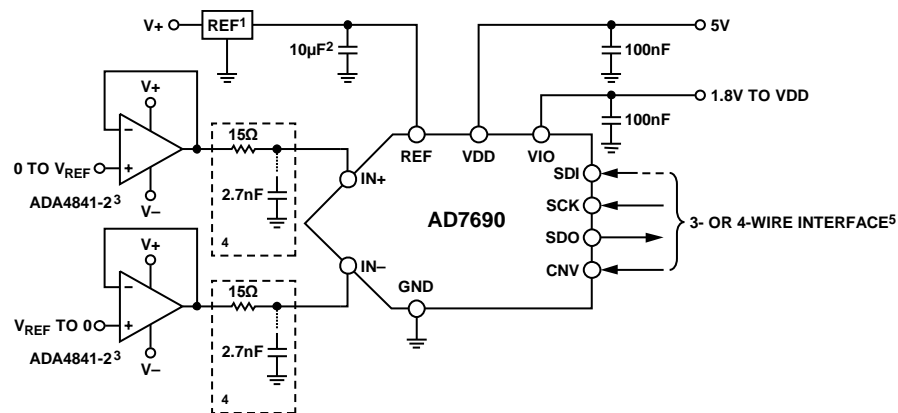 V+
REF1
10µF2
5V
100nF
1.8V TO VDD
100nF
V+
–
+
0 TO VREF
ADA4841-23
V–
15Ω
2.7nF
4
REF
VDD
VIO
IN+
AD7690
SDI
SCK
SDO
CNV
3- OR 4-WIRE INTERFACE5
IN–
GND
V+
–
+
VREF TO 0
ADA4841-23
V–
15Ω
2.7nF
4